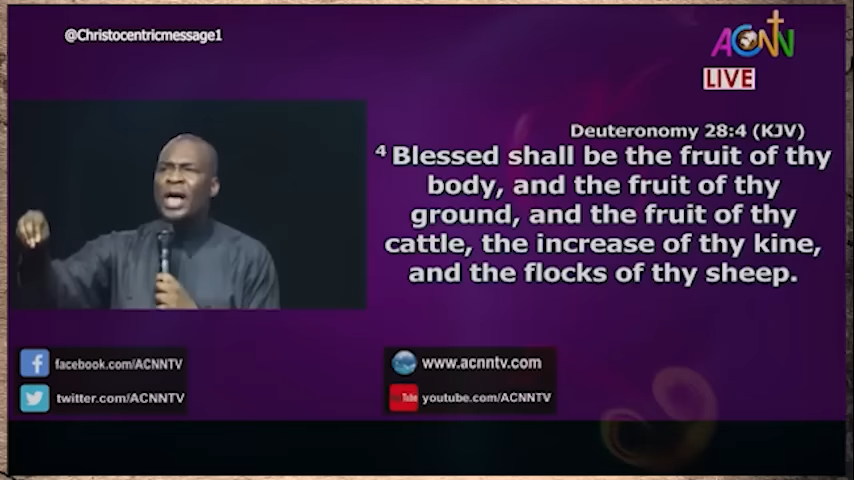 @Christocentricmessage1
ACNN
LIVE
Deuteronomy 28:4 (KJV)
4 Blessed shall be the fruit of thy
body, and the fruit of thy
ground, and the fruit of thy
cattle, the increase of thy kine,
and the flocks of thy sheep.
facebook.com/ACNNTV
www.acnntv.com
twitter.com/ACNNTV
Tube youtube.com/ACNNTV